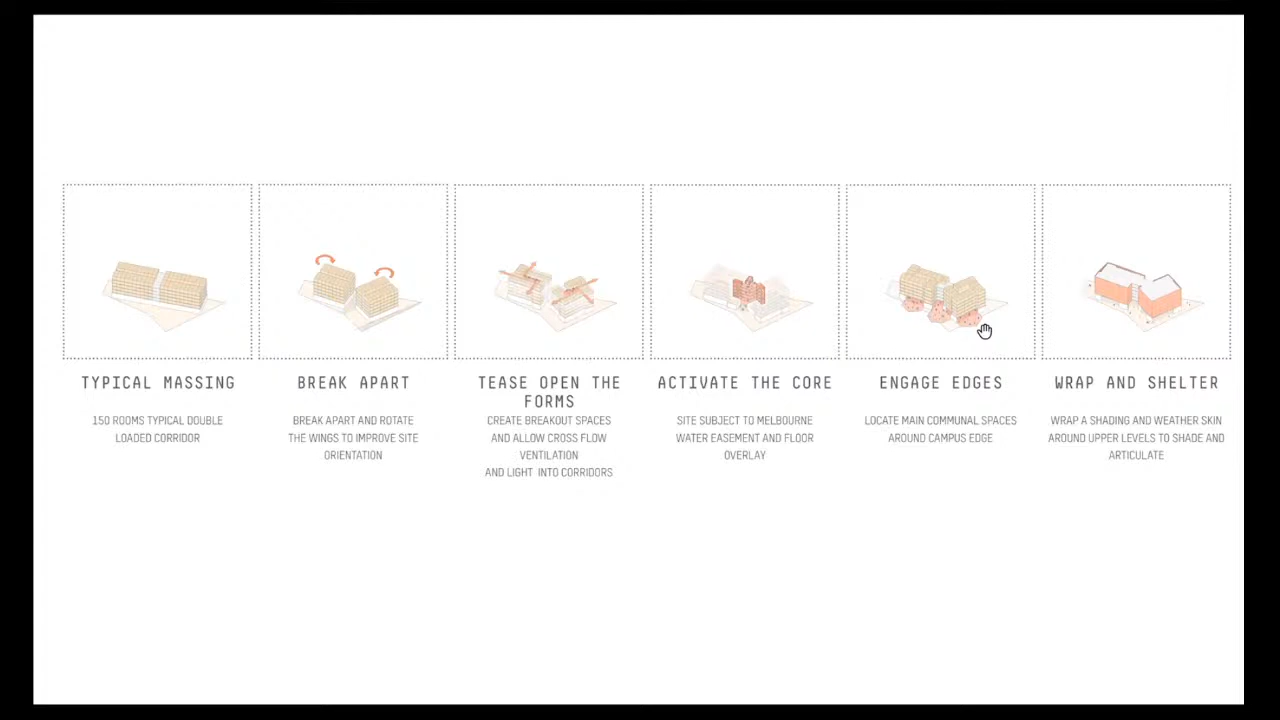 TYPICAL MASSING
150 ROOMS TYPICAL DOUBLE
LOADED CORRIDOR
BREAK APART
BREAK APART AND ROTATE
THE WINGS TO IMPROVE SITE
ORIENTATION
TEASE OPEN THE
FORMS
CREATE BREAKOUT SPACES
AND ALLOW CROSS FLOW
VENTILATION
AND LIGHT INTO CORRIDORS
ACTIVATE THE CORE
SITE SUBJECT TO MELBOURNE
WATER EASEMENT AND FLOOR
OVERLAY
ENGAGE EDGES
LOCATE MAIN COMMUNAL SPACES
AROUND CAMPUS EDGE
WRAP AND SHELTER
WRAP A SHADING AND WEATHER SKIN
AROUND UPPER LEVELS TO SHADE AND
ARTICULATE